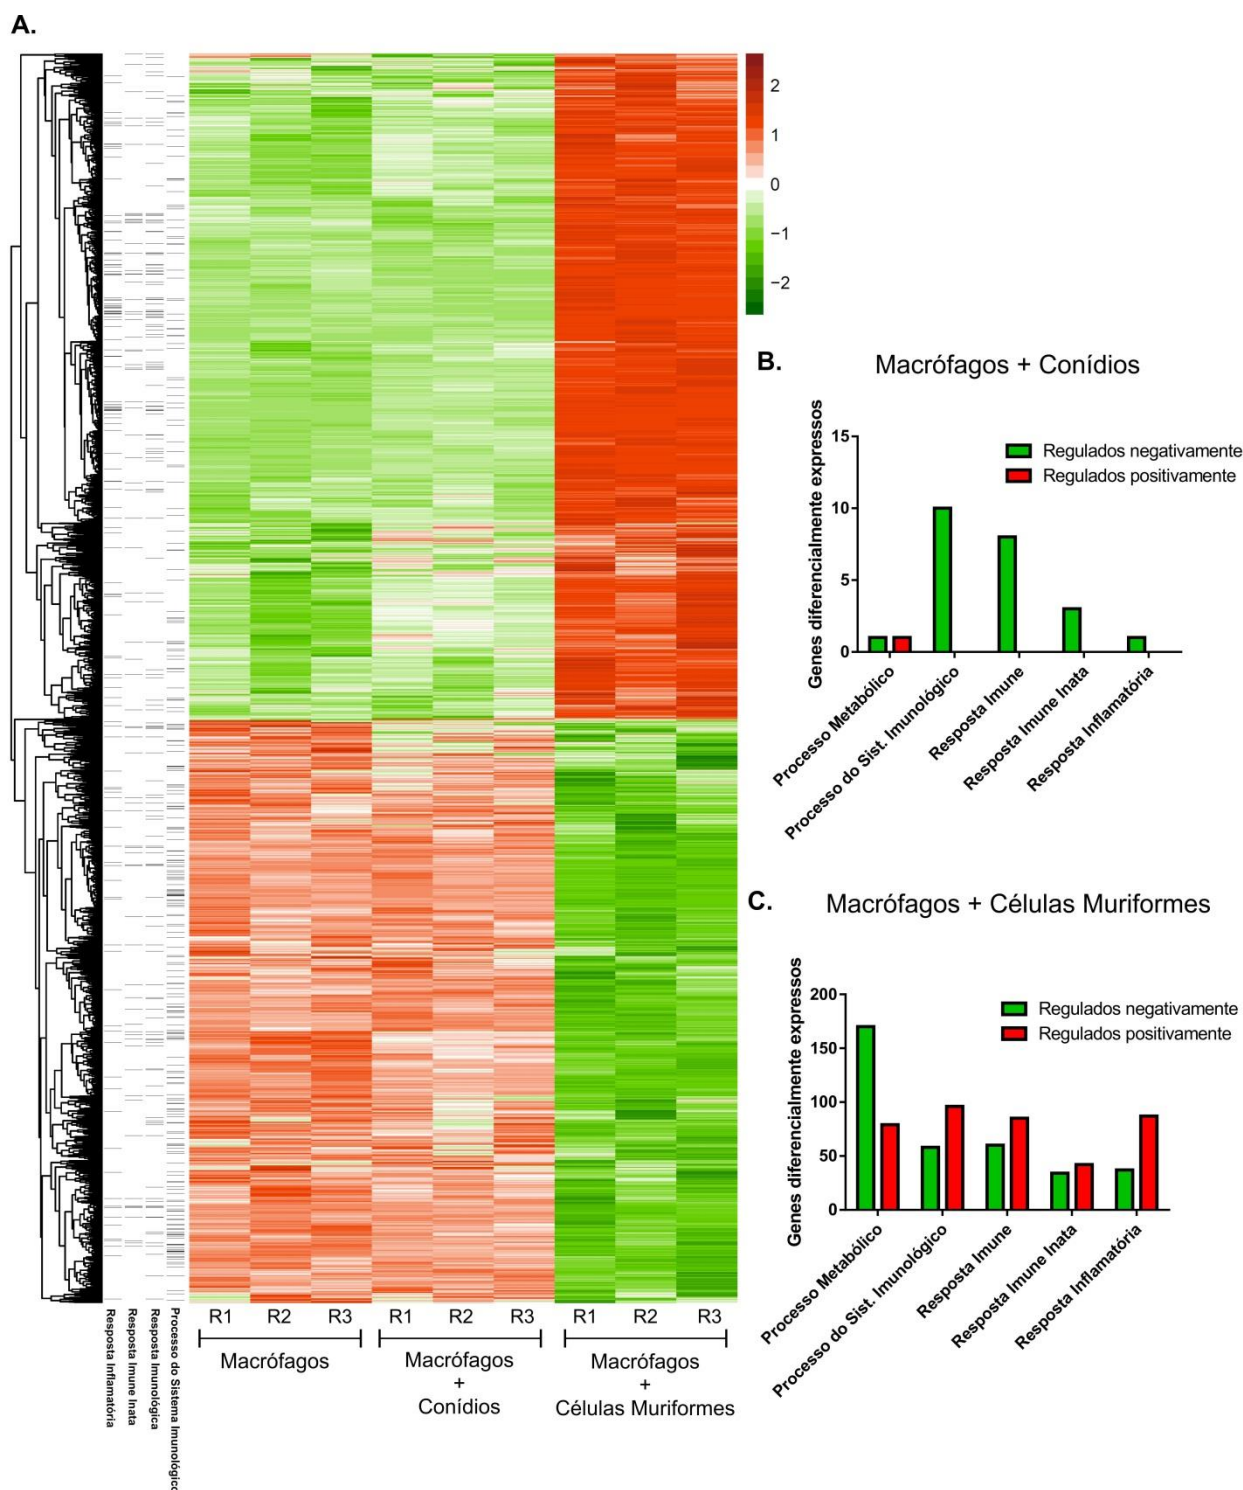 A.
2
1
0
−1
−2
B.
Macrófagos + Conídios
Genes diferencialmente expressos
15
10
5
0
Regulados negativamente
Regulados positivamente
Processo Metabólico
Processo do Sist. Imunológico
Resposta Imune
Resposta Imune Inata
Resposta Inflamatória
C.
Macrófagos + Células Muriformes
Genes diferencialmente expressos
200
150
100
50
0
Regulados negativamente
Regulados positivamente
Processo Metabólico
Processo do Sist. Imunológico
Resposta Imune
Resposta Imune Inata
Resposta Inflamatória
Resposta Inflamatória
Resposta Imune Inata
Resposta Imunológica
Processo do Sistema Imunológico
R1 R2 R3 R1 R2 R3 R1 R2 R3
Macrófagos
Macrófagos
+
Conídios
Macrófagos
+
Células Muriformes